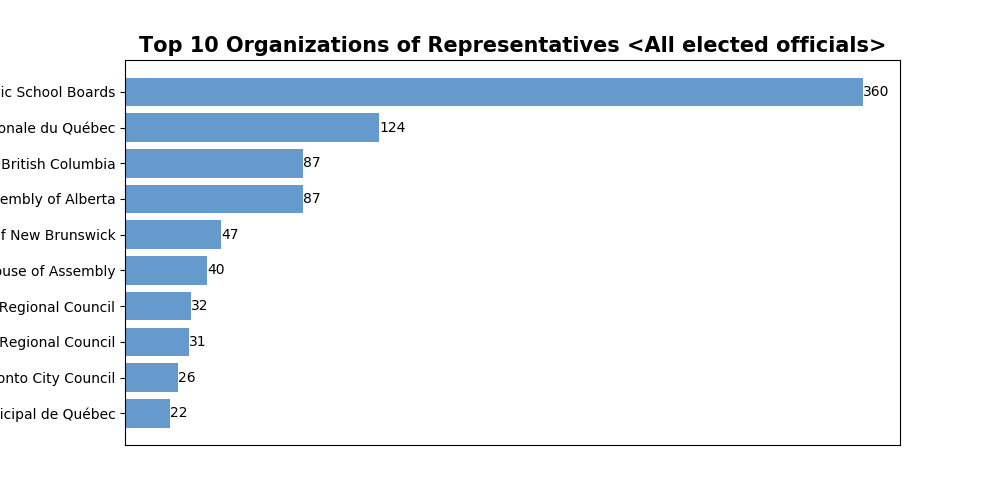 Top 10 Organizations of Representatives <All elected officials>
ic School Boards 360
onale du Québec 124
British Columbia 87
embly of Alberta 87
f New Brunswick 47
ouse of Assembly 40
Regional Council 32
Regional Council 31
onto City Council 26
icipal de Québec 22